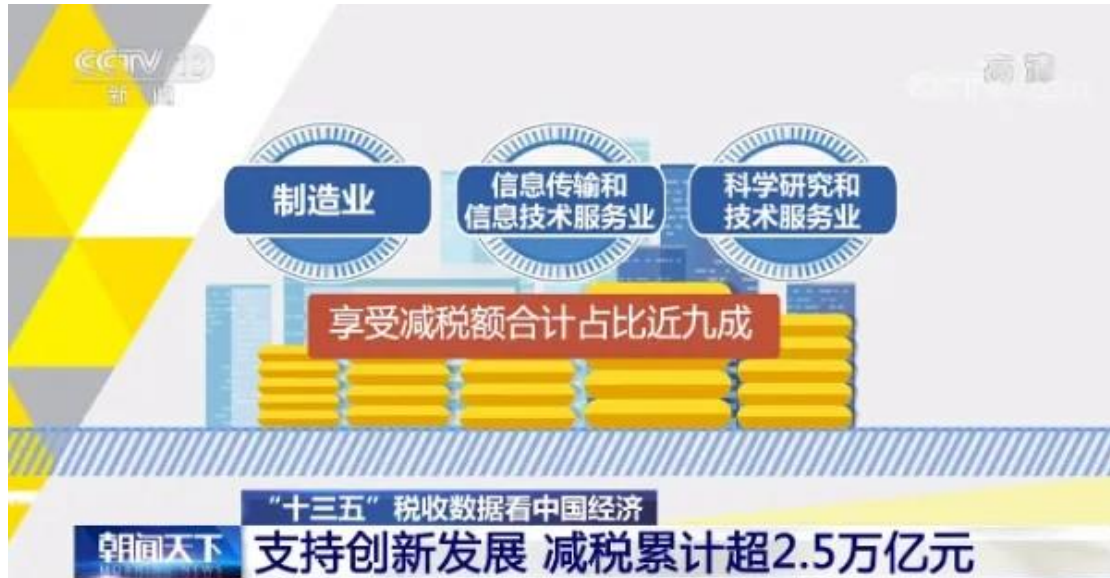 CCTV 13
新闻
高清
制造业
信息传输和
信息技术服务业
科学研究和
技术服务业
享受减税额合计占比近九成
“十三五”税收数据看中国经济
朝闻天下
MORNING NEWS
支持创新发展 减税累计超2.5万亿元